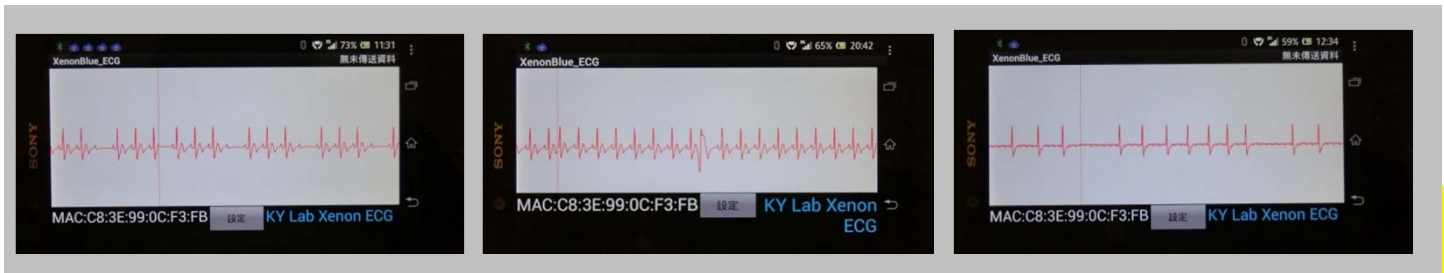 73% 11:31
XenonBlue_ECG
無未傳送資料
SONY
MAC:C8:3E:99:0C:F3:FB
設定
KY Lab Xenon ECG
65% 20:42
XenonBlue_ECG
SONY
MAC:C8:3E:99:0C:F3:FB
設定
KY Lab Xenon
ECG
59% 12:34
XenonBlue_ECG
無未傳送資料
SONY
MAC:C8:3E:99:0C:F3:FB
設定
KY Lab Xenon ECG